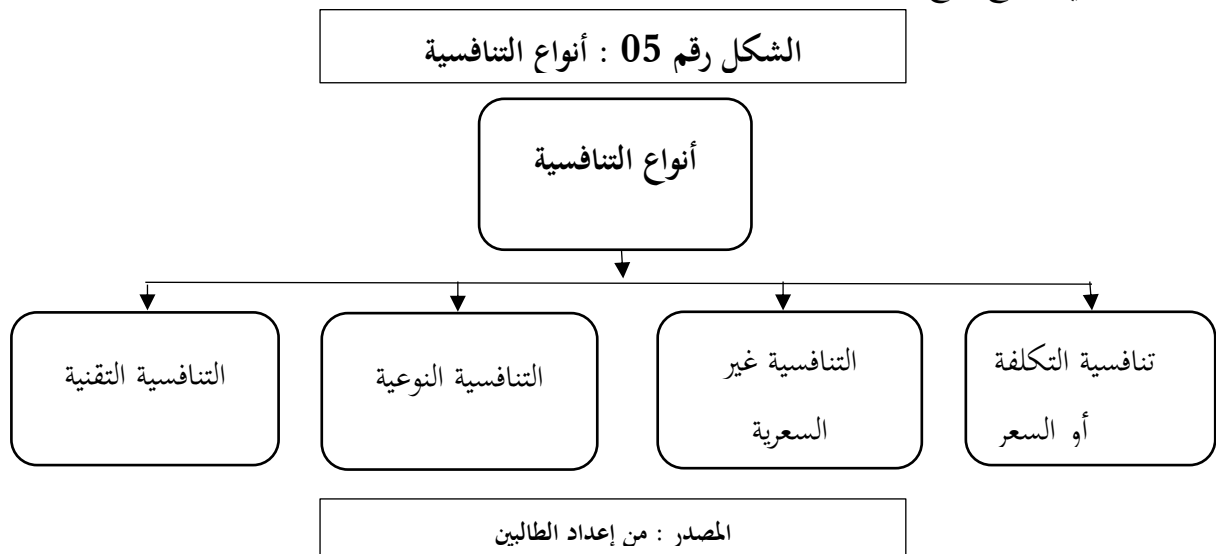 الشكل رقم 05 : أنواع التنافسية
أنواع التنافسية
تنافسية التكلفة
أو السعر
التنافسية غير
السعرية
التنافسية النوعية
التنافسية التقنية
المصدر : من إعداد الطالبين